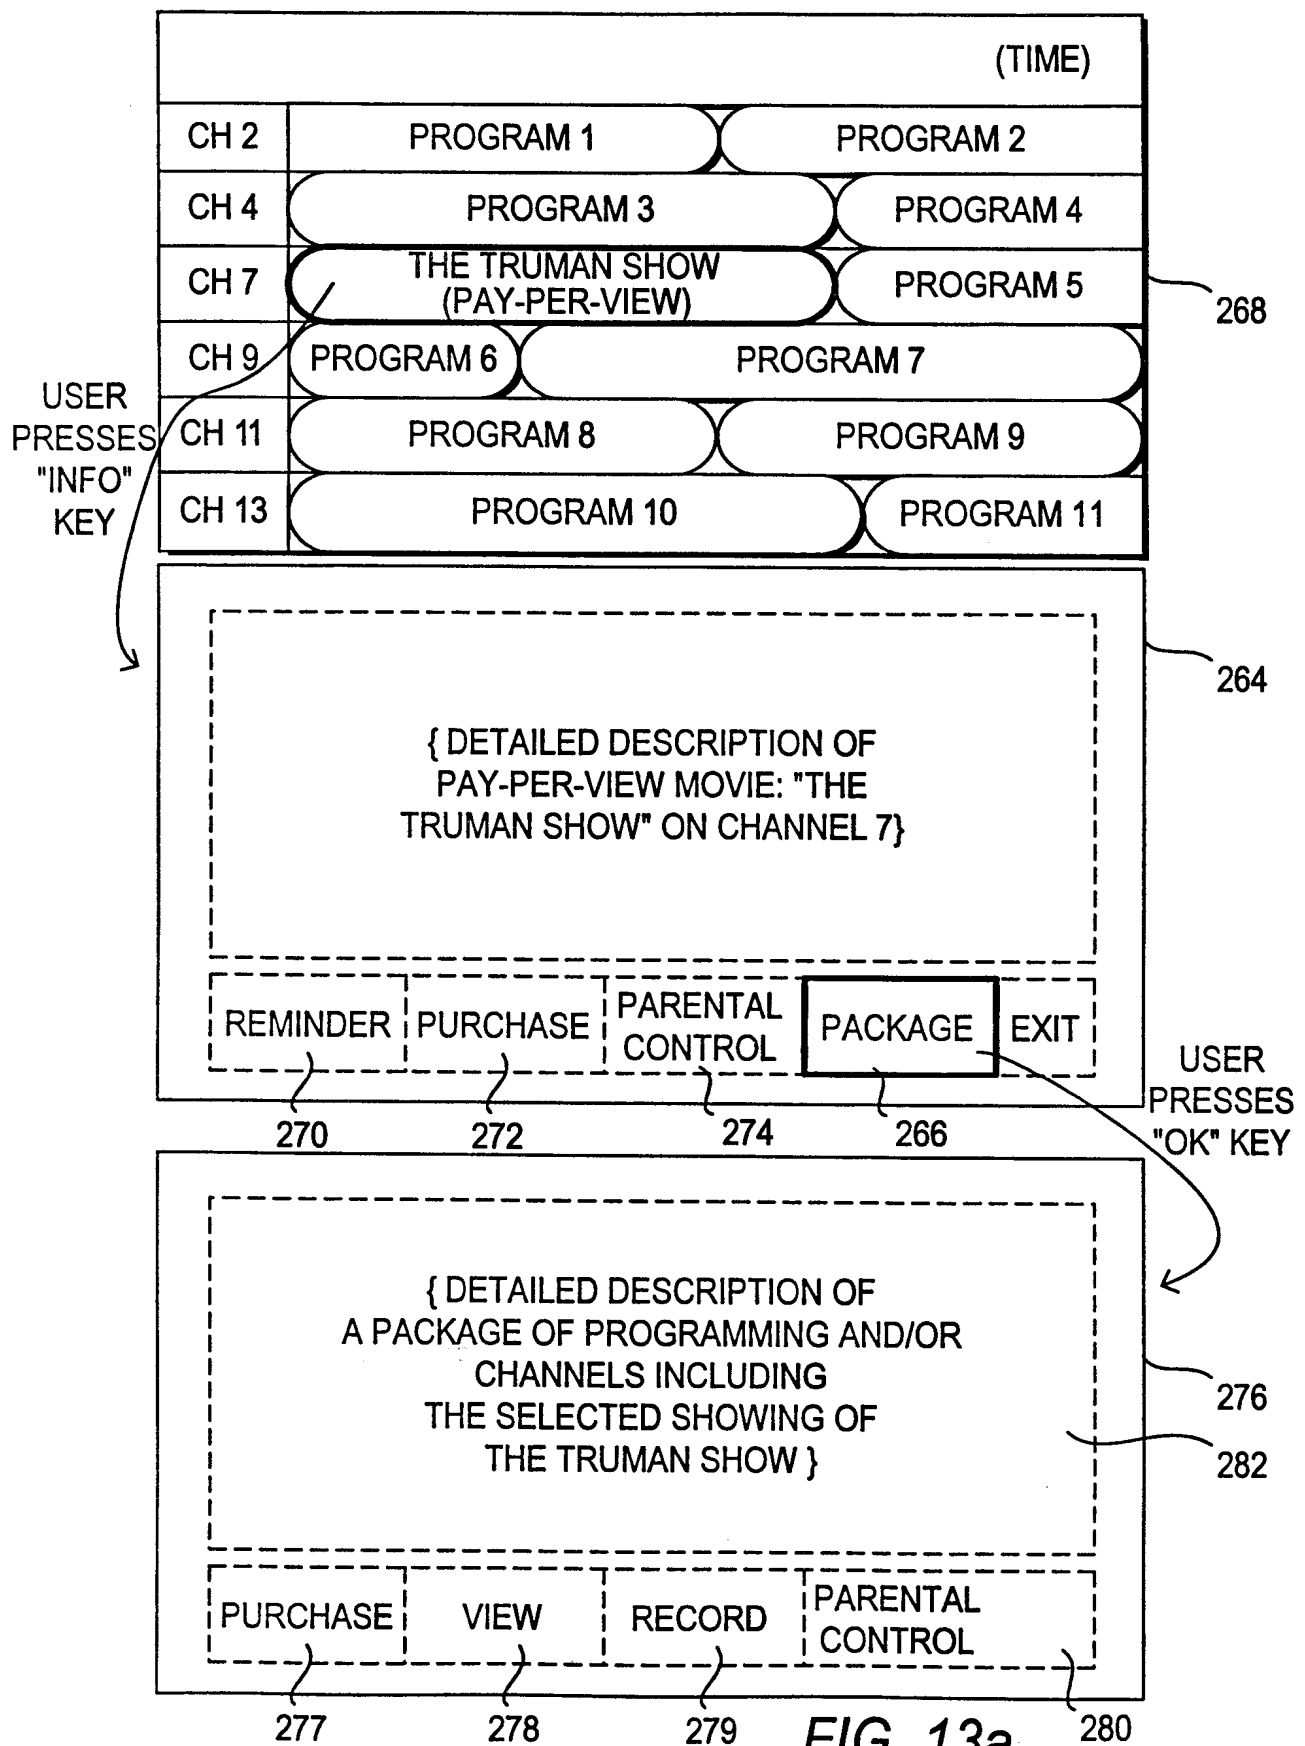 (TIME)
CH 2
PROGRAM 1
PROGRAM 2
CH 4
PROGRAM 3
PROGRAM 4
CH 7
THE TRUMAN SHOW
(PAY-PER-VIEW)
PROGRAM 5
268
CH 9
PROGRAM 6
PROGRAM 7
USER
PRESSES
"INFO"
KEY
CH 11
PROGRAM 8
PROGRAM 9
CH 13
PROGRAM 10
PROGRAM 11
264
{ DETAILED DESCRIPTION OF
PAY-PER-VIEW MOVIE: "THE
TRUMAN SHOW" ON CHANNEL 7}
REMINDER
PURCHASE
PARENTAL
CONTROL
PACKAGE
EXIT
USER
PRESSES
"OK" KEY
270
272
274
266
{ DETAILED DESCRIPTION OF
A PACKAGE OF PROGRAMMING AND/OR
CHANNELS INCLUDING
THE SELECTED SHOWING OF
THE TRUMAN SHOW }
276
282
PURCHASE
VIEW
RECORD
PARENTAL
CONTROL
277
278
279
280
FIG. 13a